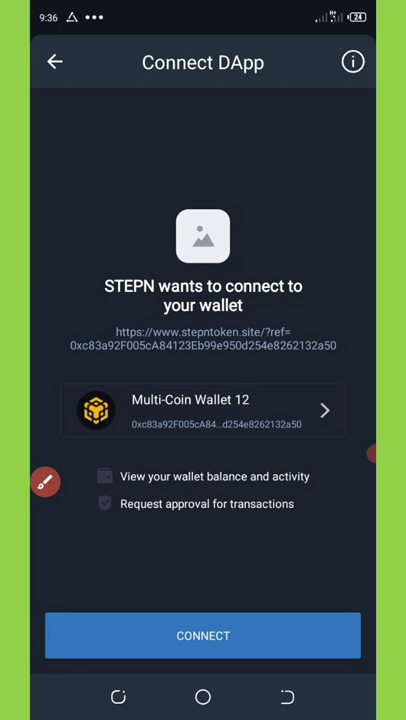 9:36
24
Connect DApp
STEPN wants to connect to
your wallet
https://www.stepntoken.site/?ref=
0xc83a92F005CA84123Eb99e950d254e8262132a50
Multi-Coin Wallet 12
0xc83a92F005CA84...d254e8262132a50
View your wallet balance and activity
Request approval for transactions
CONNECT